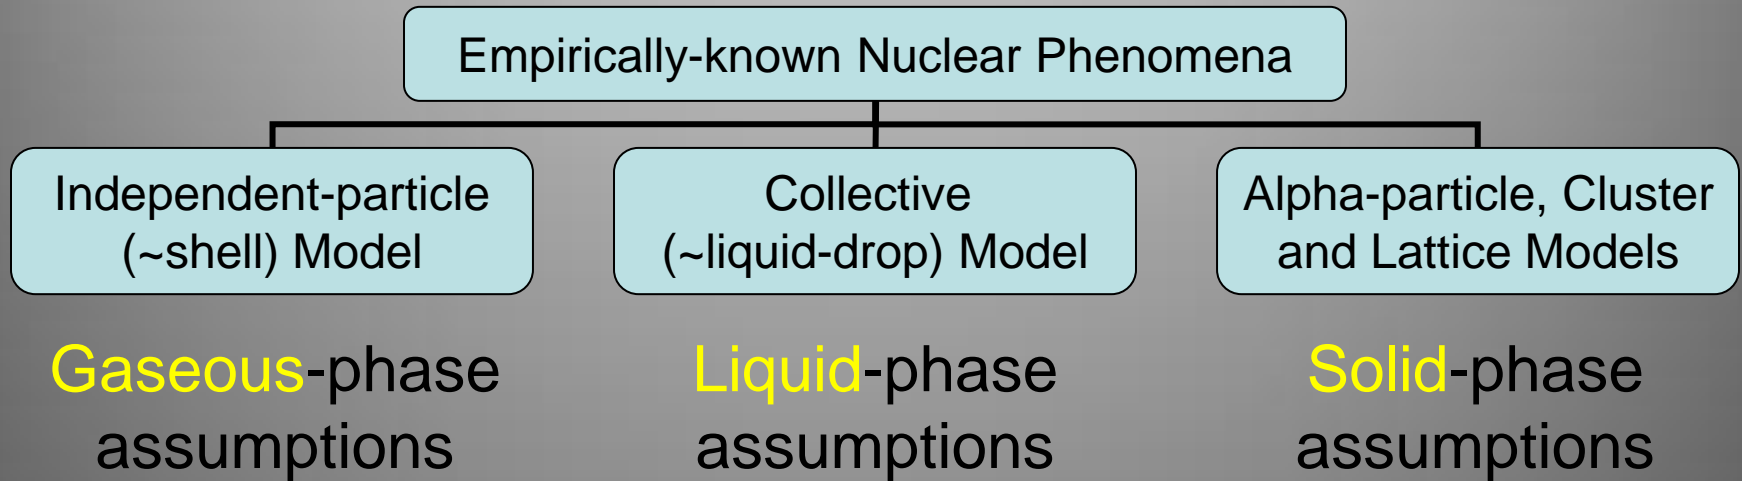 Empirically-known Nuclear Phenomena
Independent-particle
(~shell) Model
Collective
(~liquid-drop) Model
Alpha-particle, Cluster
and Lattice Models
Gaseous-phase
assumptions
Liquid-phase
assumptions
Solid-phase
assumptions